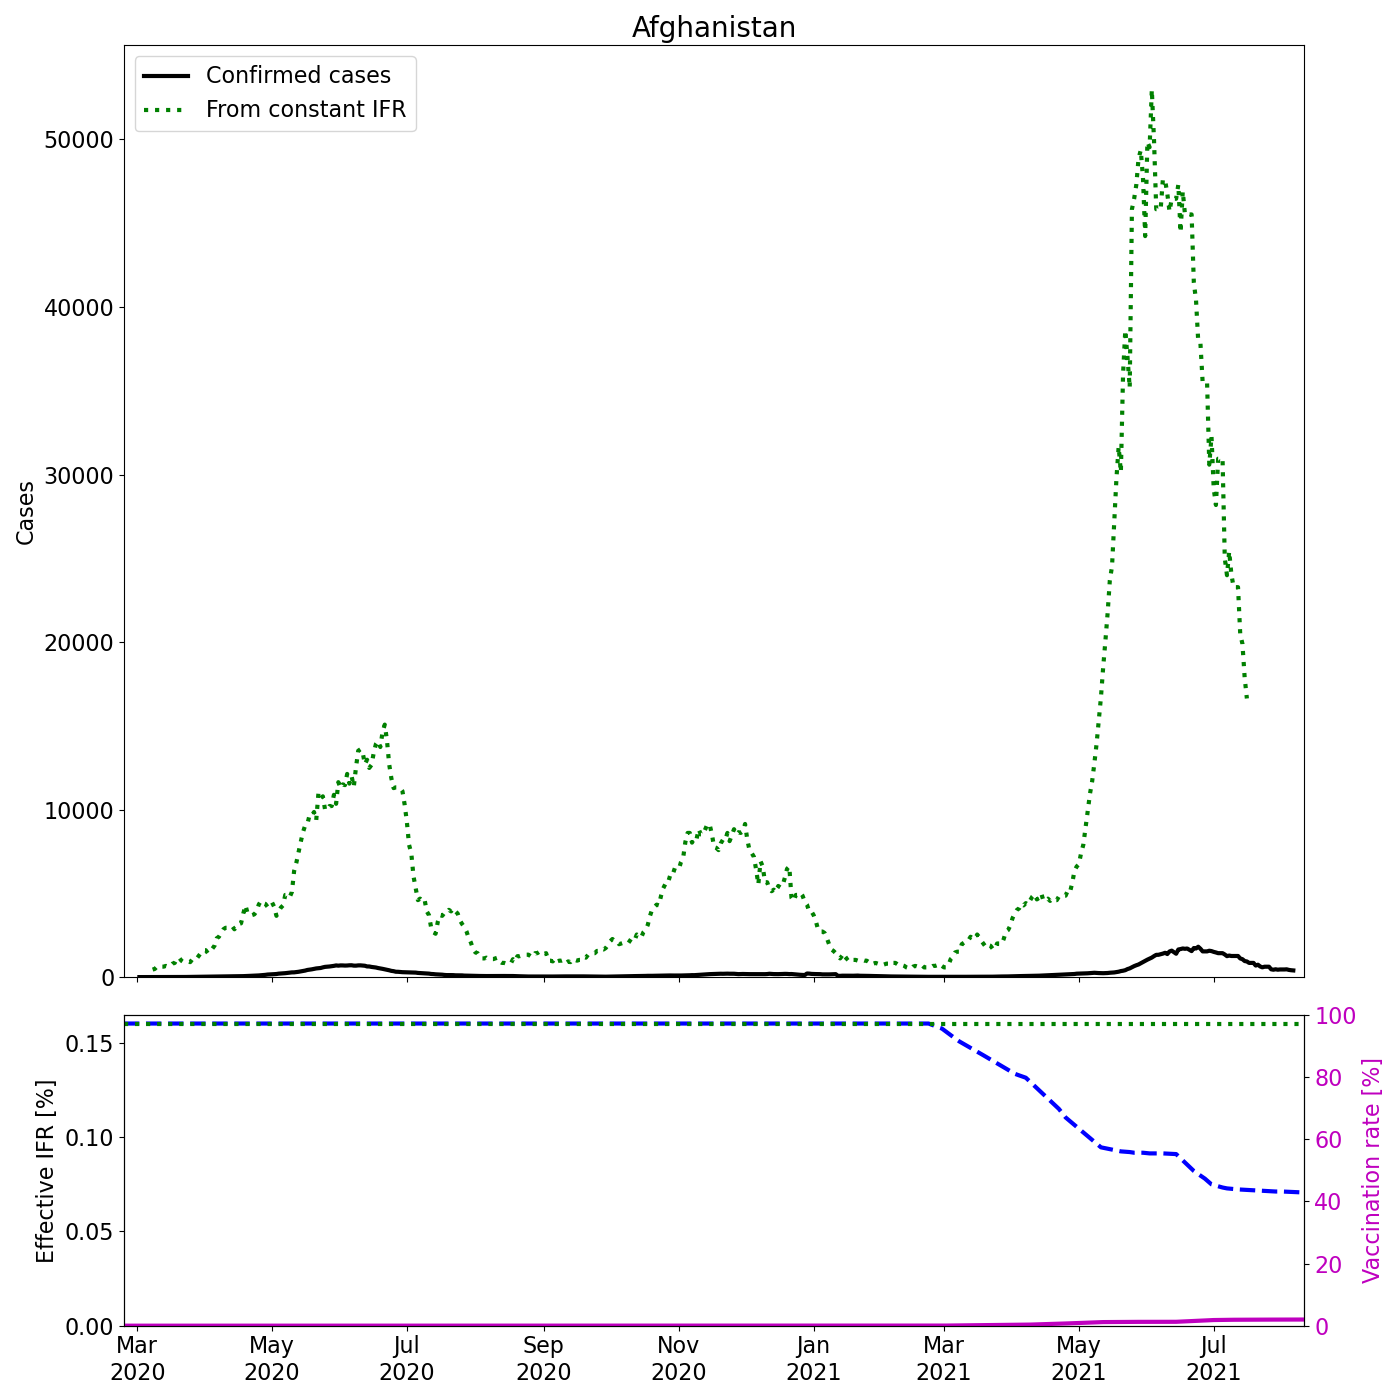 Afghanistan
Confirmed cases
From constant IFR
Cases
50000
40000
30000
20000
10000
0
Effective IFR [%]
0.15
0.10
0.05
0.00
Vaccination rate [%]
100
80
60
40
20
0
Mar May Jul Sep Nov Jan Mar May Jul
2020 2020 2020 2020 2020 2021 2021 2021 2021